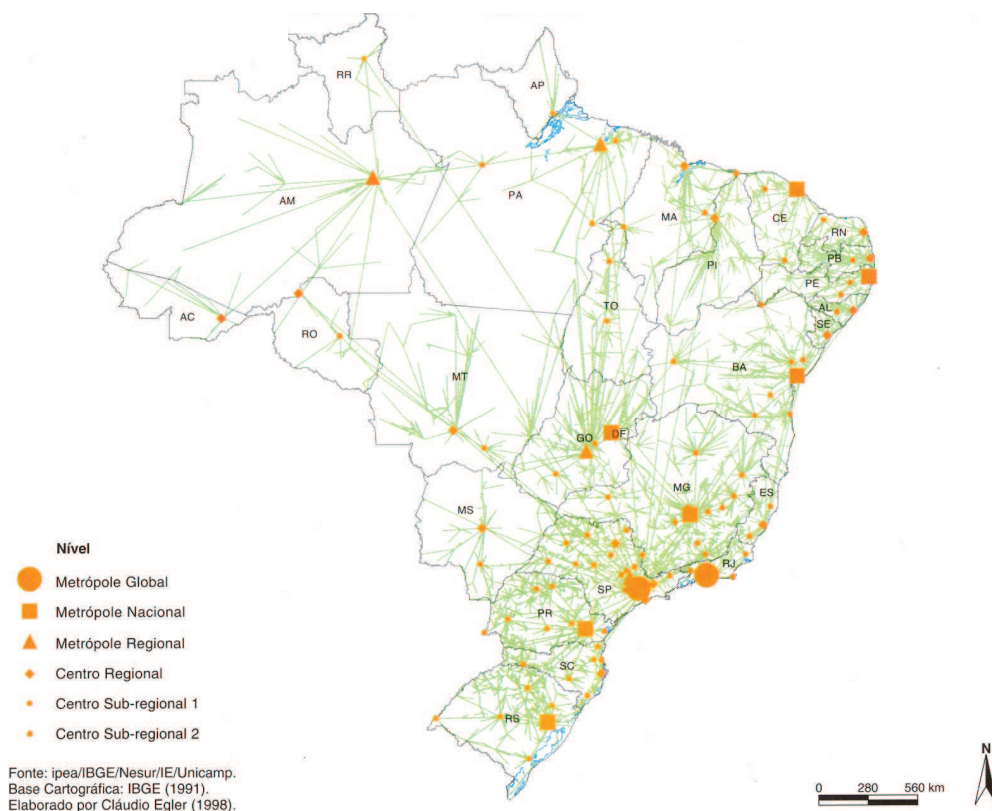 RR
AP
AM
PA
MA
CE
RN
PB
PI
PE
AL
SE
AC
RO
TO
BA
MT
GO
DF
MG
ES
MS
SP
RJ
PR
SC
RS
Nível
Metrópole Global
Metrópole Nacional
Metrópole Regional
Centro Regional
Centro Sub-regional 1
Centro Sub-regional 2
Fonte: ipea/IBGE/Nesur/IE/Unicamp.
Base Cartográfica: IBGE (1991).
Elaborado por Cláudio Egler (1998).
N
0 280 560 km